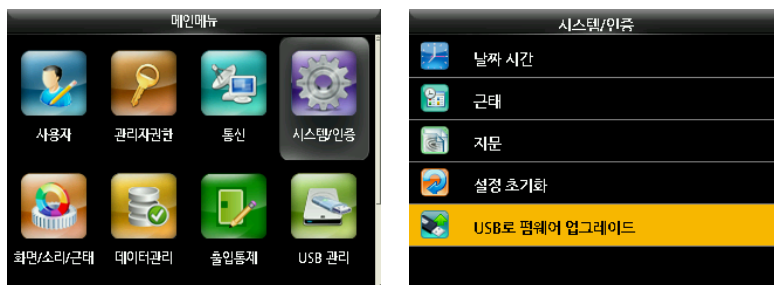 메인메뉴
사용자
관리자권한
통신
시스템/인증
화면/소리/근태
데이터관리
출입통제
USB 관리
시스템/인증
날짜 시간
근태
지문
설정 초기화
USB로 펌웨어 업그레이드